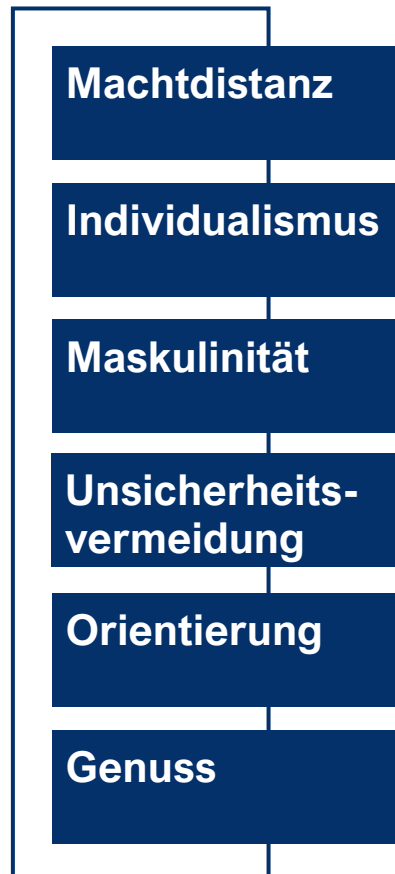 Machtdistanz
Individualismus
Maskulinität
Unsicherheits-
vermeidung
Orientierung
Genuss